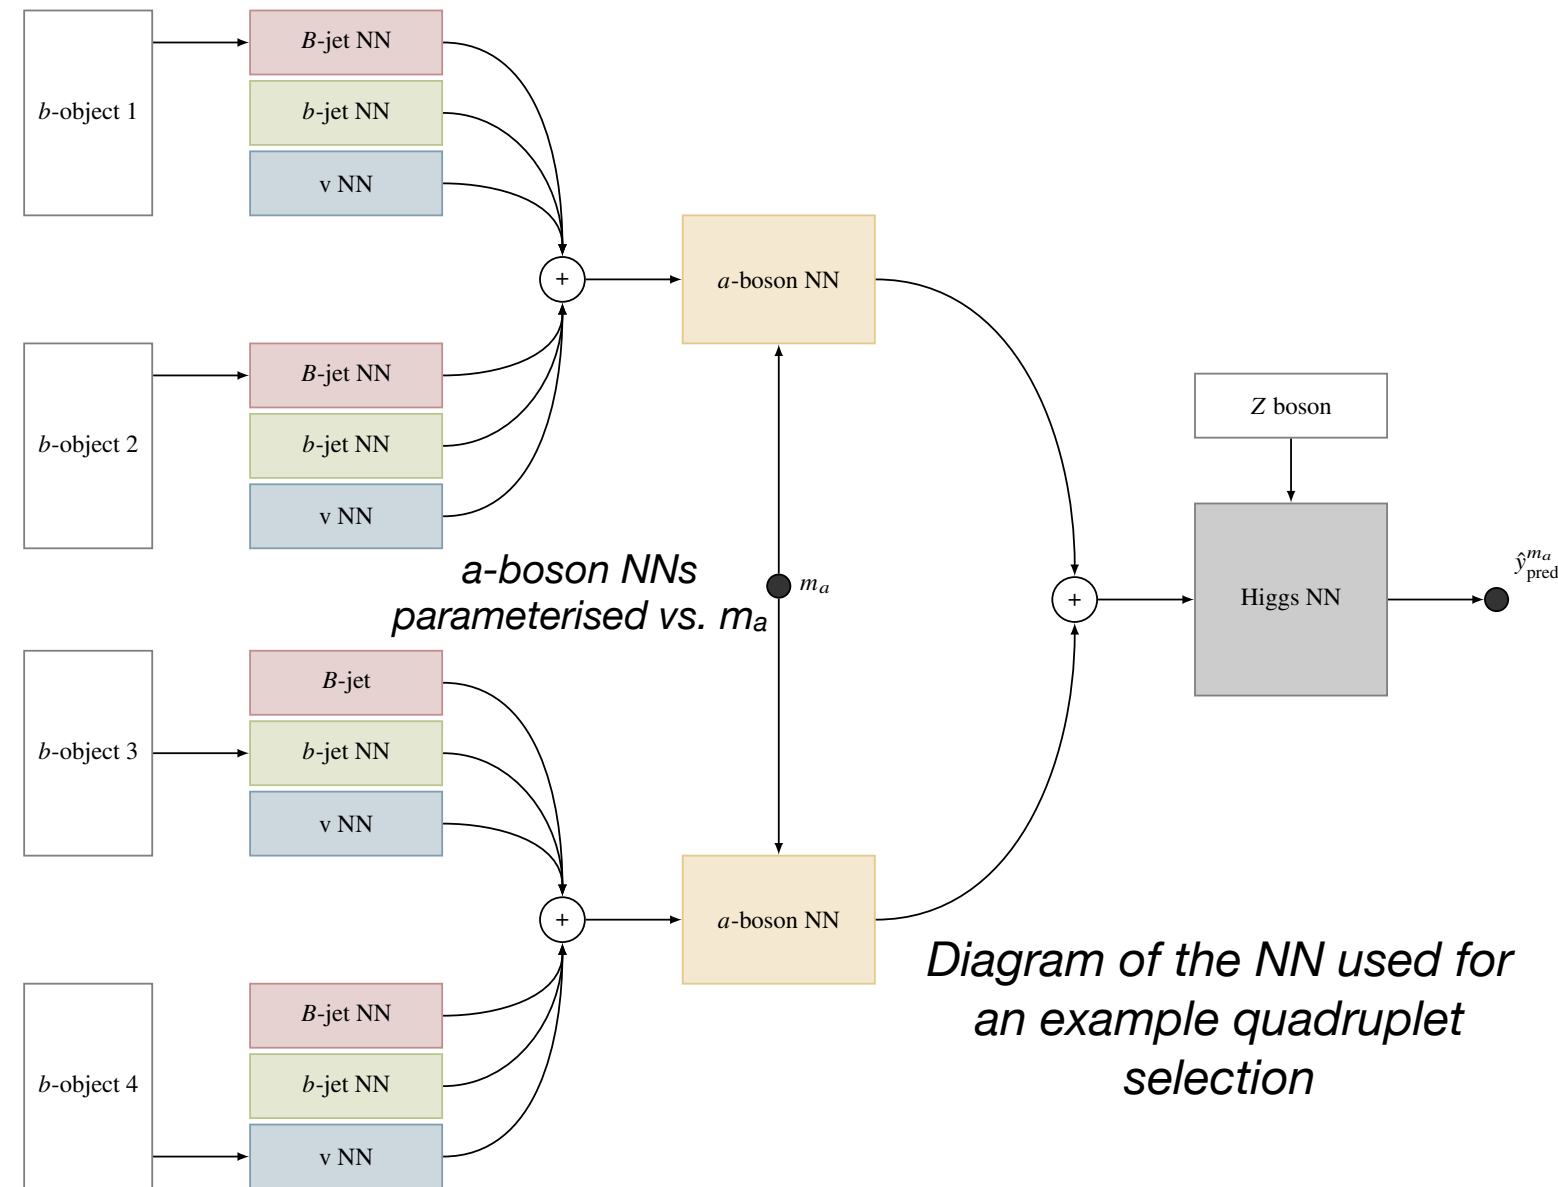 b-object 1
B-jet NN
b-jet NN
v NN
+
a-boson NN
b-object 2
B-jet NN
b-jet NN
v NN
Z boson
a-boson NNs
parameterised vs. mₐ
mₐ
+
Higgs NN
ŷ^{m_a}_{pred}
b-object 3
B-jet
b-jet NN
v NN
+
a-boson NN
b-object 4
B-jet NN
b-jet NN
v NN
Diagram of the NN used for
an example quadruplet
selection